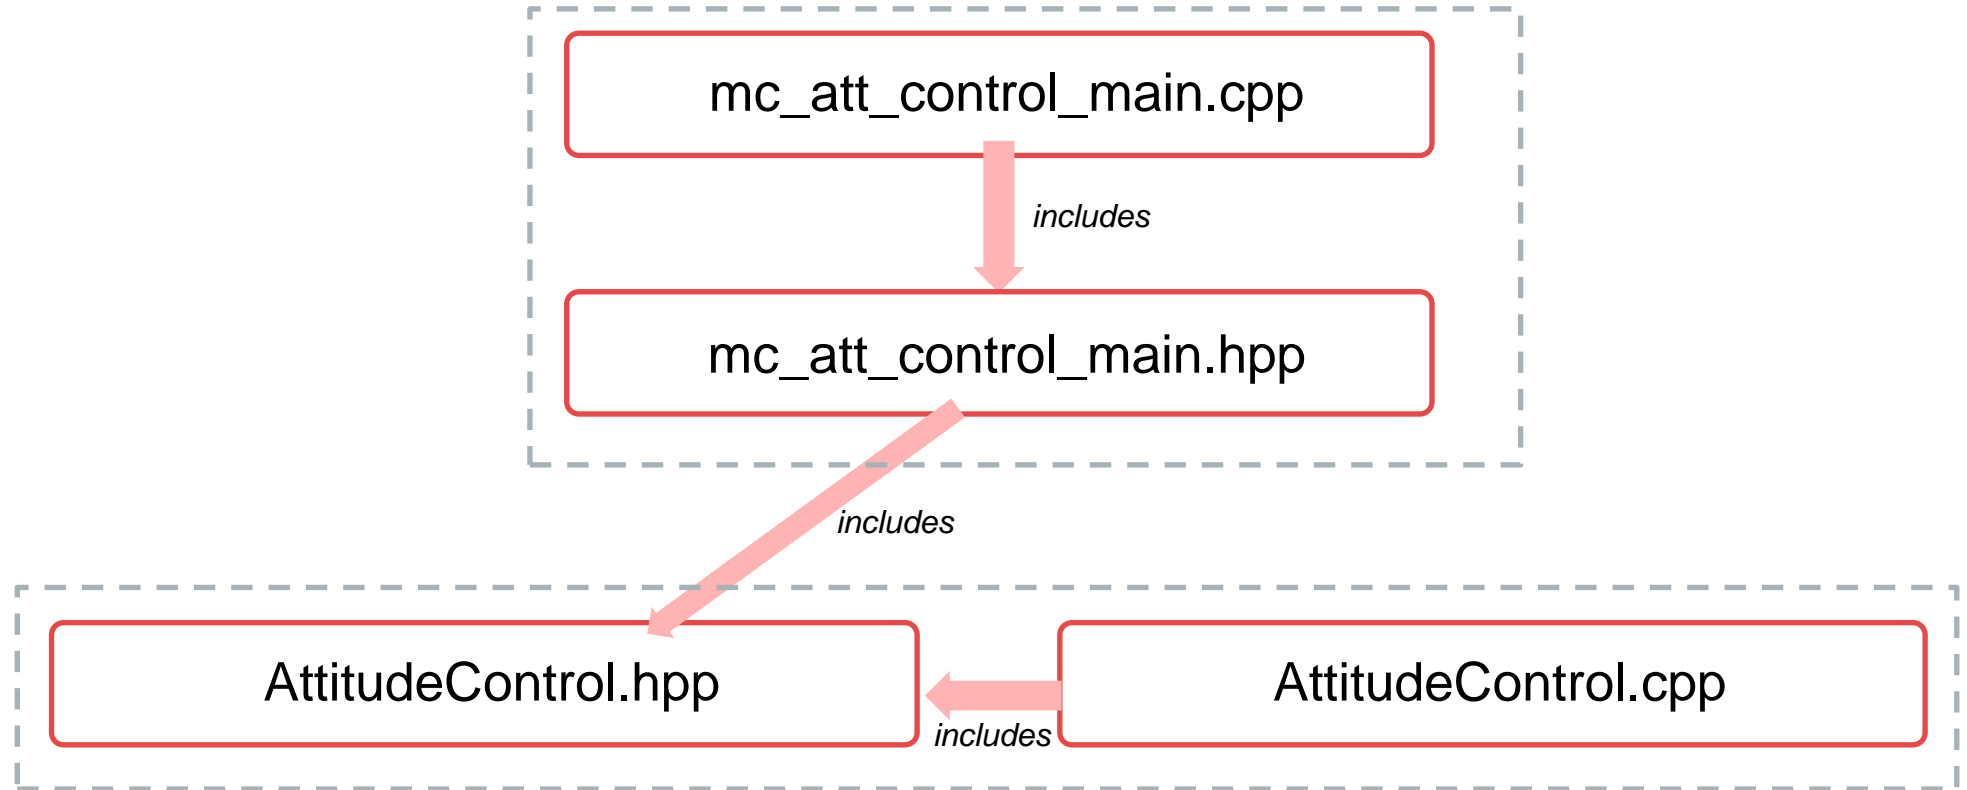 mc_att_control_main.cpp
includes
mc_att_control_main.hpp
includes
AttitudeControl.hpp
includes
AttitudeControl.cpp